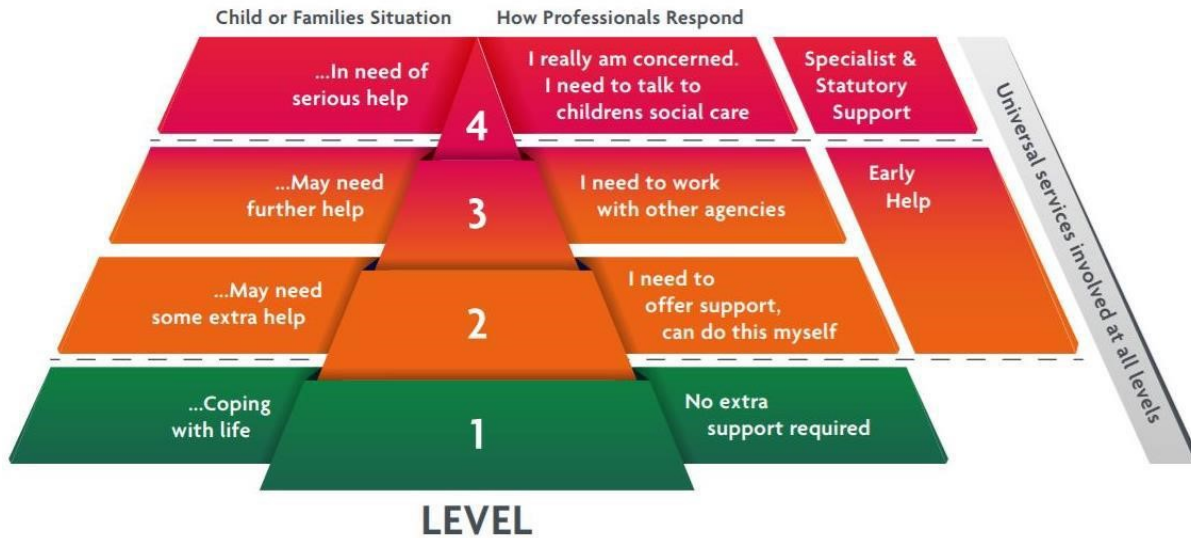 Child or Families Situation
How Professionals Respond
...In need of
serious help
4
I really am concerned.
I need to talk to
childrens social care
Specialist &
Statutory
Support
...May need
further help
3
I need to work
with other agencies
Early
Help
...May need
some extra help
2
I need to
offer support,
can do this myself
...Coping
with life
1
No extra
support required
Universal services involved at all levels
LEVEL